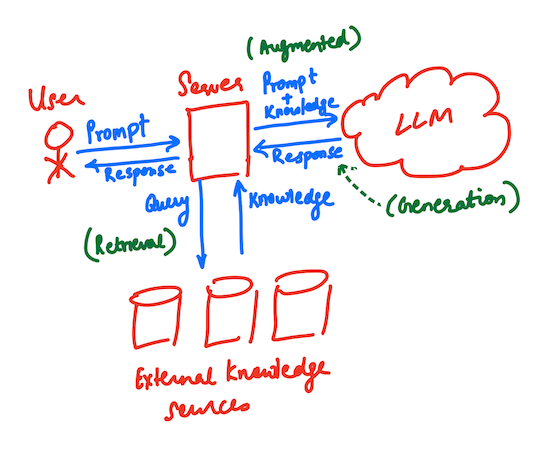 (Augmented)
User
Server
Prompt
+
Knowledge
LLM
Prompt
Response
Response
Query
Knowledge
(Generation)
(Retrieval)
External Knowledge
Sources